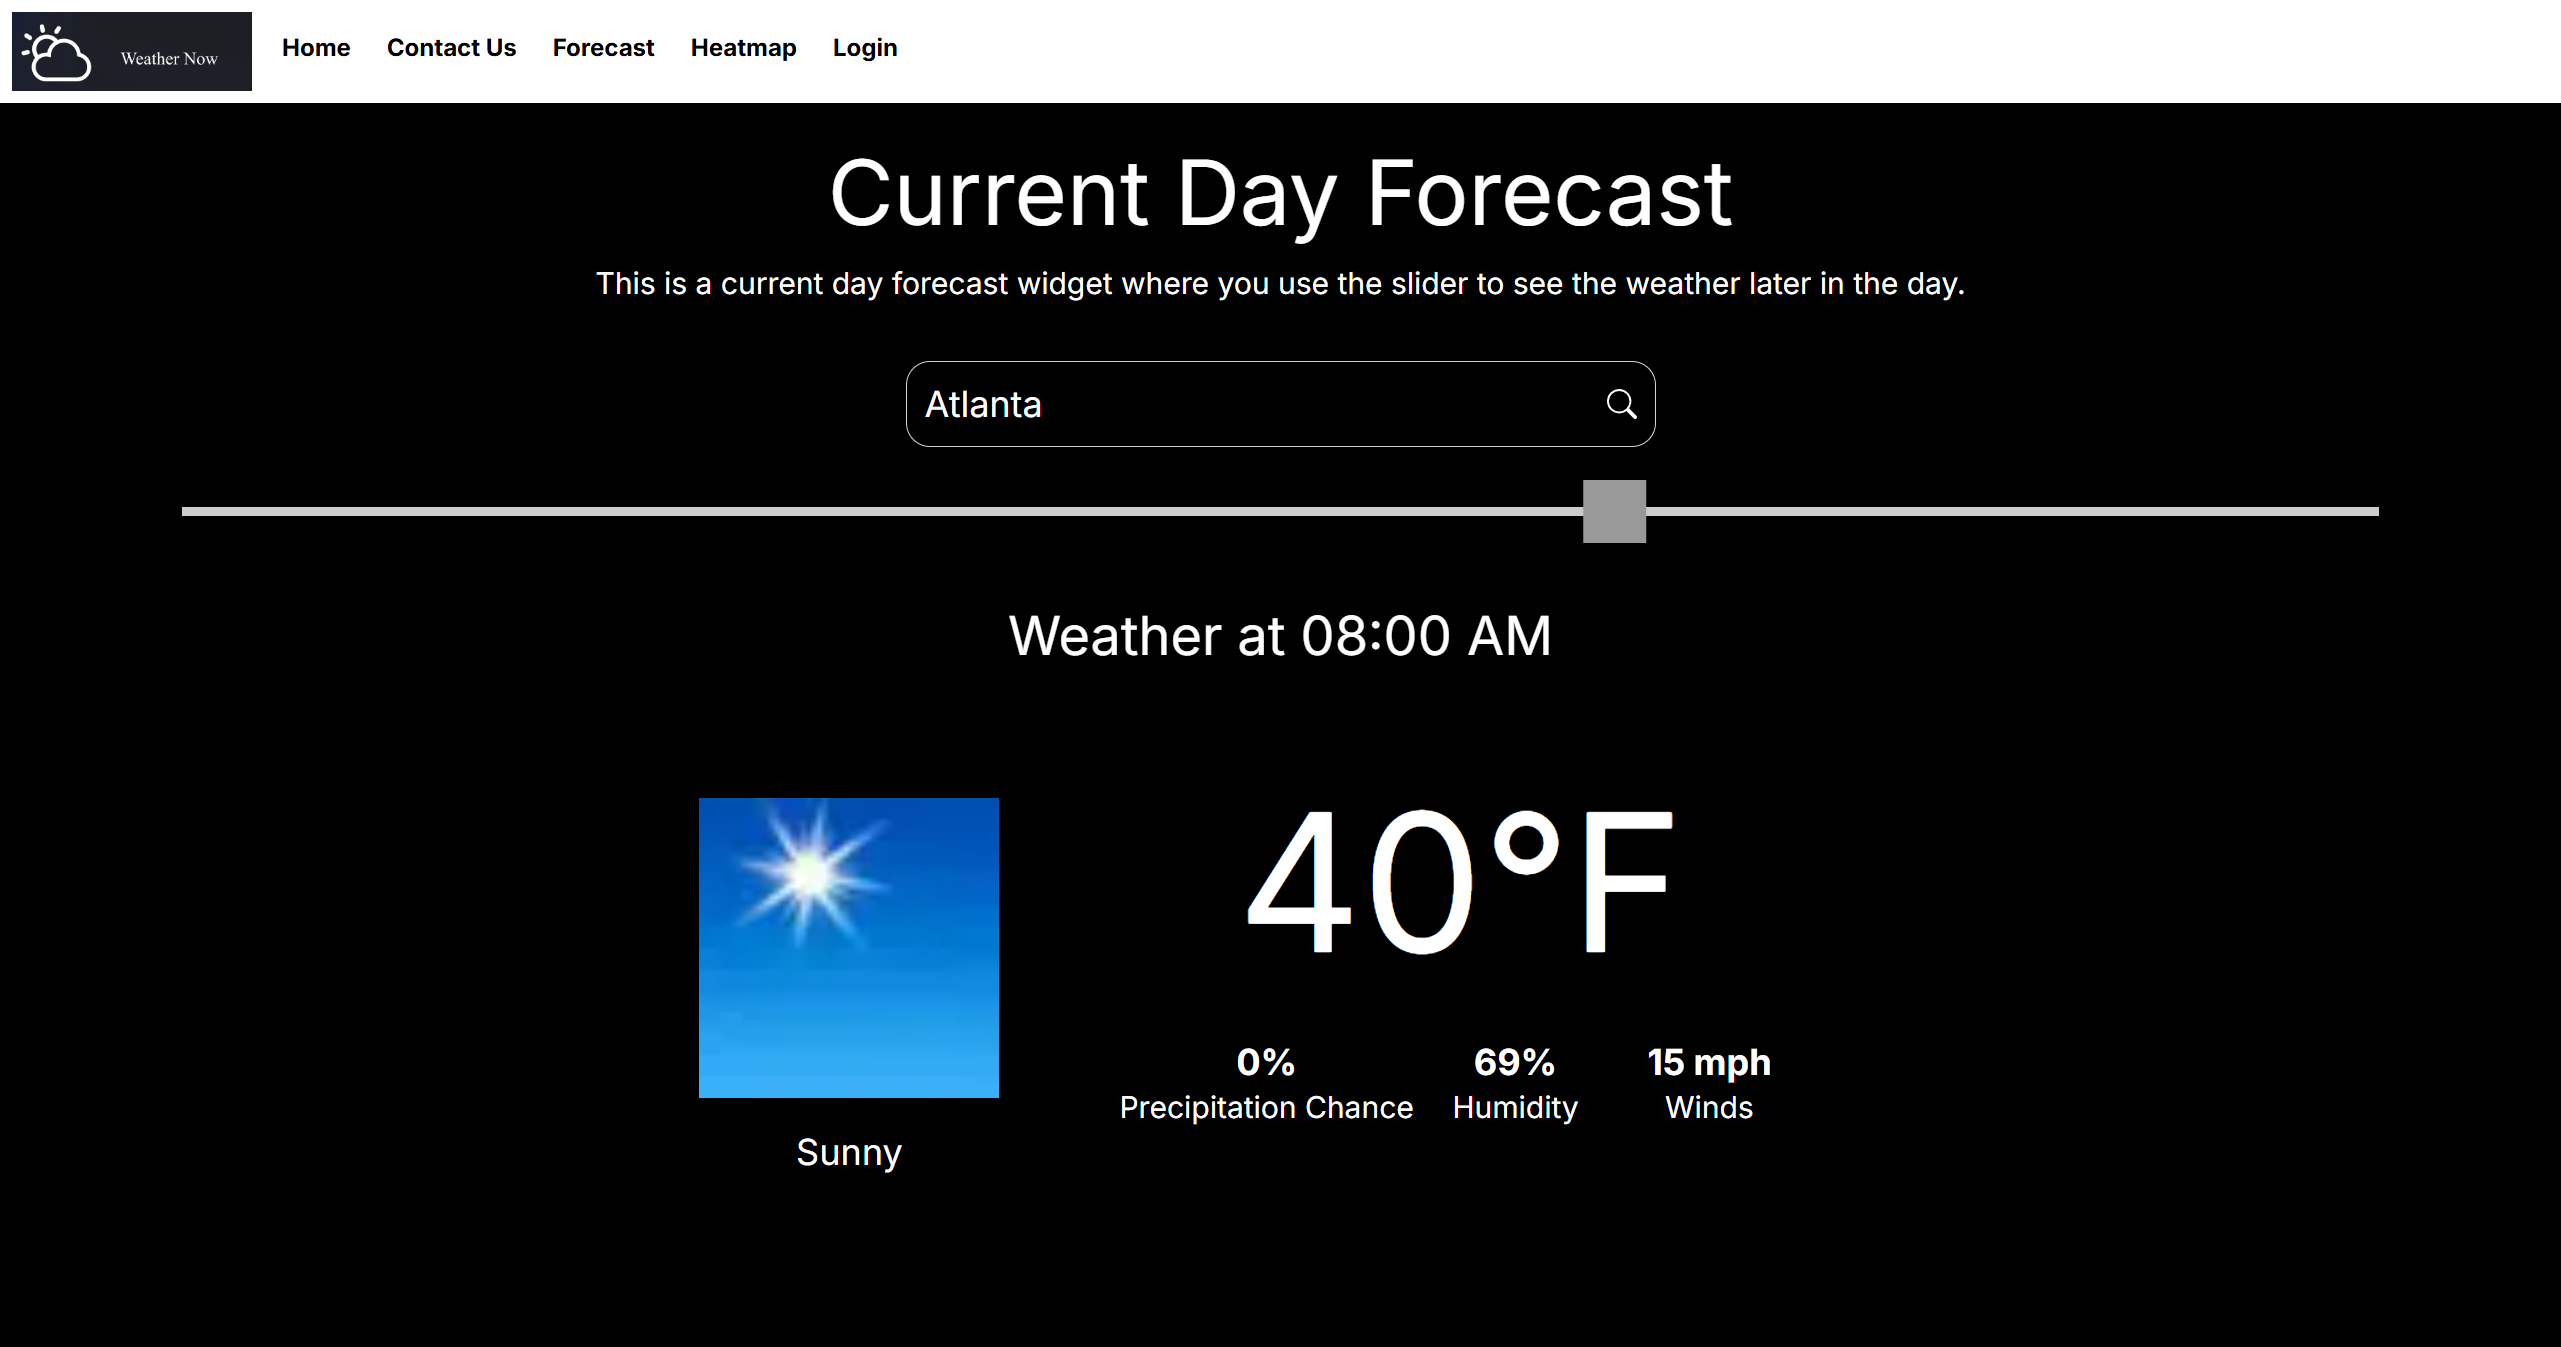 Weather Now
Home Contact Us Forecast Heatmap Login
Current Day Forecast
This is a current day forecast widget where you use the slider to see the weather later in the day.
Atlanta
Weather at 08:00 AM
40°F
0% 69% 15 mph
Precipitation Chance Humidity Winds
Sunny